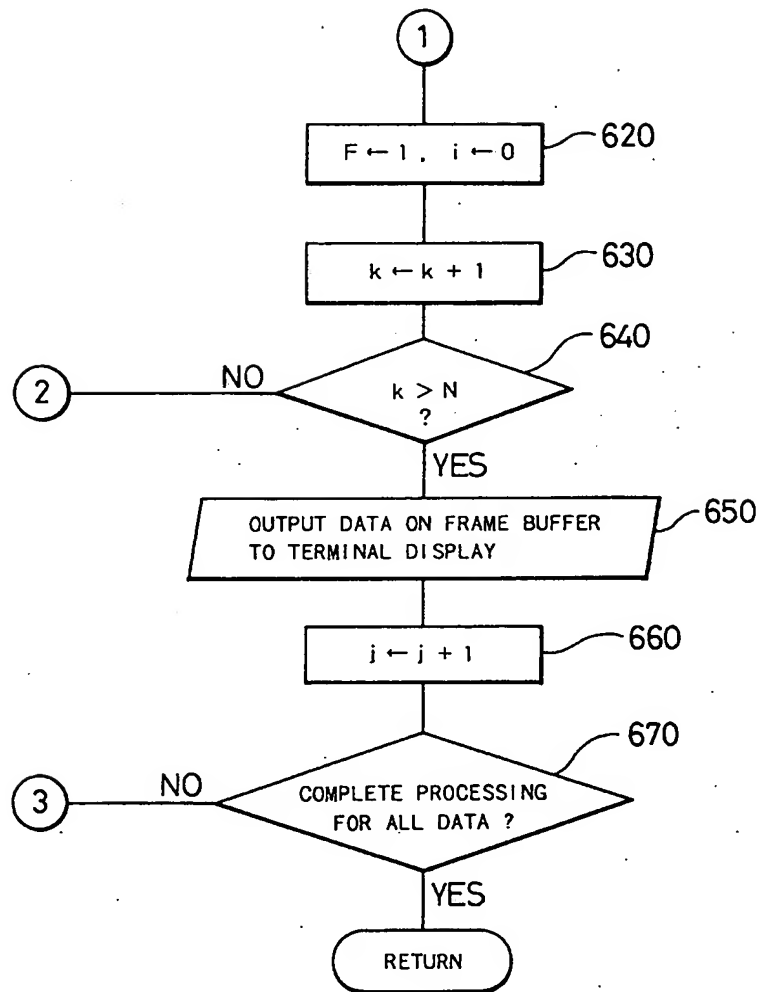 1
F ← 1, i ← 0
620
k ← k + 1
630
640
2
NO
k > N
?
YES
OUTPUT DATA ON FRAME BUFFER
TO TERMINAL DISPLAY
650
j ← j + 1
660
670
3
NO
COMPLETE PROCESSING
FOR ALL DATA ?
YES
RETURN